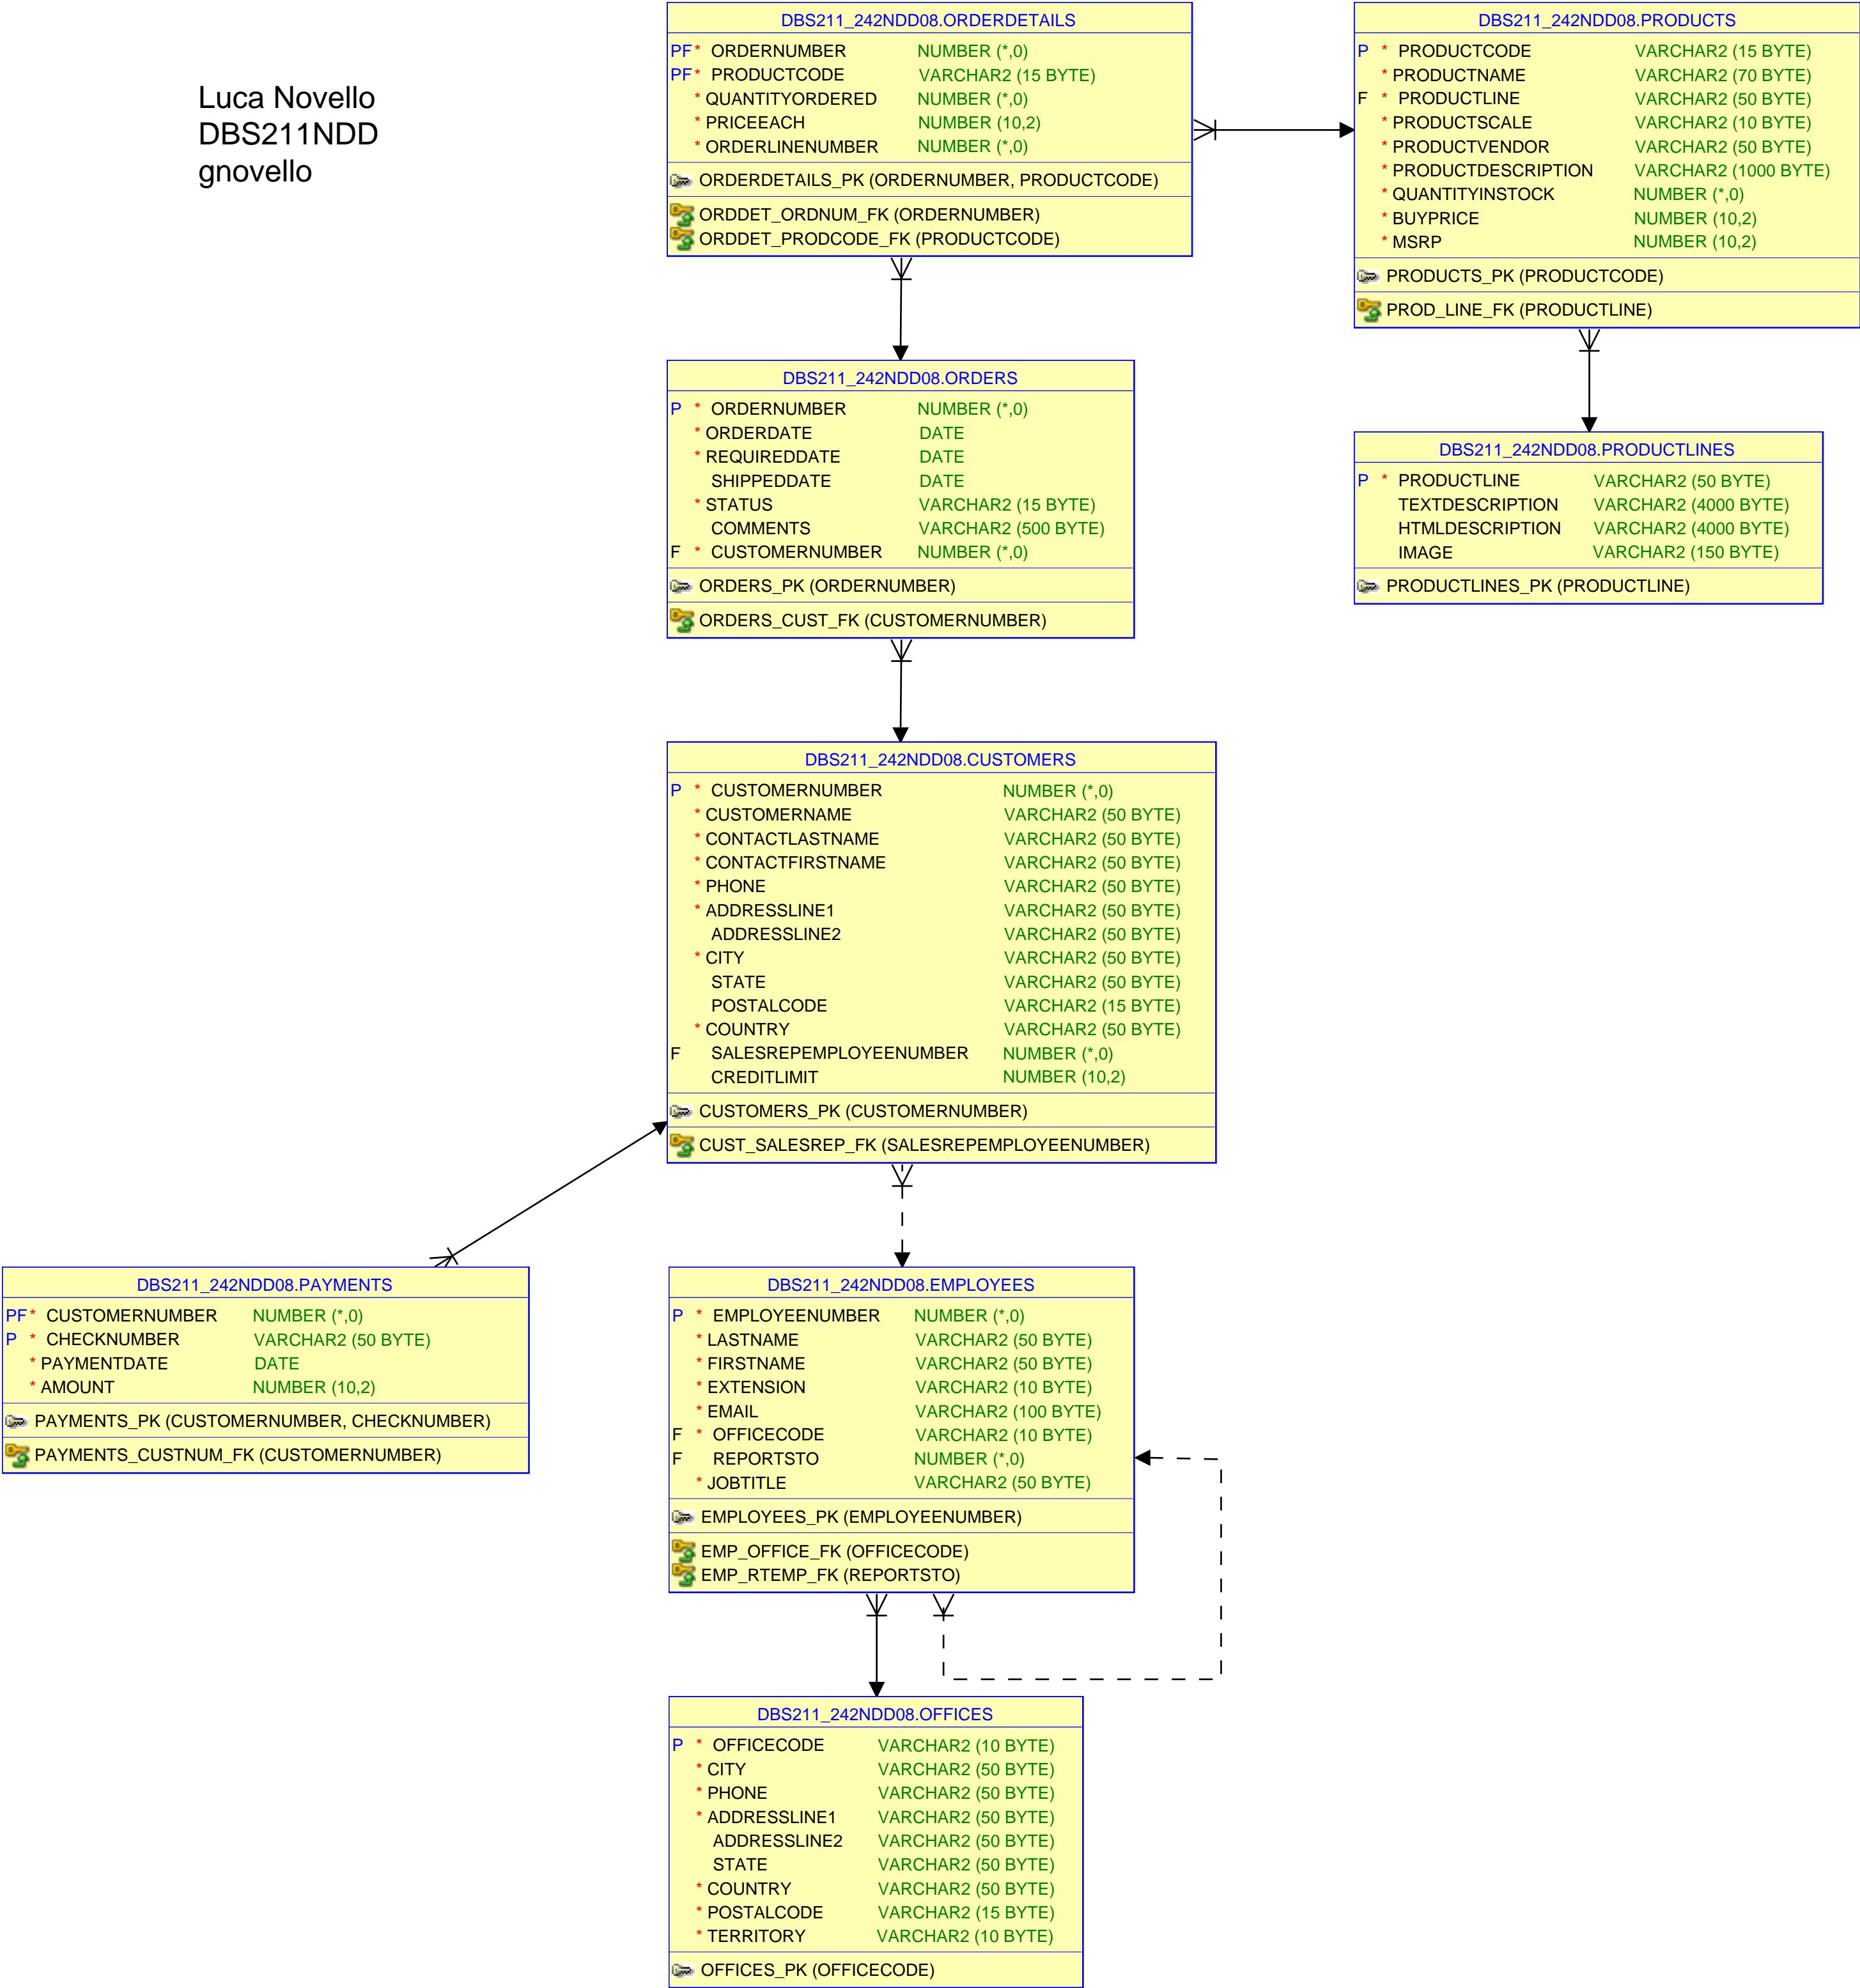 Luca Novello
DBS211NDD
gnovello
DBS211_242NDD08.ORDERDETAILS
PF* ORDERNUMBER NUMBER (*,0)
PF* PRODUCTCODE VARCHAR2 (15 BYTE)
* QUANTITYORDERED NUMBER (*,0)
* PRICEEACH NUMBER (10,2)
* ORDERLINENUMBER NUMBER (*,0)
ORDERDETAILS_PK (ORDERNUMBER, PRODUCTCODE)
ORDDET_ORDNUM_FK (ORDERNUMBER)
ORDDET_PRODCODE_FK (PRODUCTCODE)
DBS211_242NDD08.PRODUCTS
P * PRODUCTCODE VARCHAR2 (15 BYTE)
* PRODUCTNAME VARCHAR2 (70 BYTE)
F * PRODUCTLINE VARCHAR2 (50 BYTE)
* PRODUCTSCALE VARCHAR2 (10 BYTE)
* PRODUCTVENDOR VARCHAR2 (50 BYTE)
* PRODUCTDESCRIPTION VARCHAR2 (1000 BYTE)
* QUANTITYINSTOCK NUMBER (*,0)
* BUYPRICE NUMBER (10,2)
* MSRP NUMBER (10,2)
PRODUCTS_PK (PRODUCTCODE)
PROD_LINE_FK (PRODUCTLINE)
DBS211_242NDD08.ORDERS
P * ORDERNUMBER NUMBER (*,0)
* ORDERDATE DATE
* REQUIREDDATE DATE
SHIPPEDDATE DATE
* STATUS VARCHAR2 (15 BYTE)
COMMENTS VARCHAR2 (500 BYTE)
F * CUSTOMERNUMBER NUMBER (*,0)
ORDERS_PK (ORDERNUMBER)
ORDERS_CUST_FK (CUSTOMERNUMBER)
DBS211_242NDD08.PRODUCTLINES
P * PRODUCTLINE VARCHAR2 (50 BYTE)
TEXTDESCRIPTION VARCHAR2 (4000 BYTE)
HTMLDESCRIPTION VARCHAR2 (4000 BYTE)
IMAGE VARCHAR2 (150 BYTE)
PRODUCTLINES_PK (PRODUCTLINE)
DBS211_242NDD08.CUSTOMERS
P * CUSTOMERNUMBER NUMBER (*,0)
* CUSTOMERNAME VARCHAR2 (50 BYTE)
* CONTACTLASTNAME VARCHAR2 (50 BYTE)
* CONTACTFIRSTNAME VARCHAR2 (50 BYTE)
* PHONE VARCHAR2 (50 BYTE)
* ADDRESSLINE1 VARCHAR2 (50 BYTE)
ADDRESSLINE2 VARCHAR2 (50 BYTE)
* CITY VARCHAR2 (50 BYTE)
STATE VARCHAR2 (50 BYTE)
POSTALCODE VARCHAR2 (15 BYTE)
* COUNTRY VARCHAR2 (50 BYTE)
F SALESREPEMPLOYEENUMBER NUMBER (*,0)
CREDITLIMIT NUMBER (10,2)
CUSTOMERS_PK (CUSTOMERNUMBER)
CUST_SALESREP_FK (SALESREPEMPLOYEENUMBER)
DBS211_242NDD08.PAYMENTS
PF* CUSTOMERNUMBER NUMBER (*,0)
P * CHECKNUMBER VARCHAR2 (50 BYTE)
* PAYMENTDATE DATE
* AMOUNT NUMBER (10,2)
PAYMENTS_PK (CUSTOMERNUMBER, CHECKNUMBER)
PAYMENTS_CUSTNUM_FK (CUSTOMERNUMBER)
DBS211_242NDD08.EMPLOYEES
P * EMPLOYEENUMBER NUMBER (*,0)
* LASTNAME VARCHAR2 (50 BYTE)
* FIRSTNAME VARCHAR2 (50 BYTE)
* EXTENSION VARCHAR2 (10 BYTE)
* EMAIL VARCHAR2 (100 BYTE)
F * OFFICECODE VARCHAR2 (10 BYTE)
F REPORTSTO NUMBER (*,0)
* JOBTITLE VARCHAR2 (50 BYTE)
EMPLOYEES_PK (EMPLOYEENUMBER)
EMP_OFFICE_FK (OFFICECODE)
EMP_RTEMP_FK (REPORTSTO)
DBS211_242NDD08.OFFICES
P * OFFICECODE VARCHAR2 (10 BYTE)
* CITY VARCHAR2 (50 BYTE)
* PHONE VARCHAR2 (50 BYTE)
* ADDRESSLINE1 VARCHAR2 (50 BYTE)
ADDRESSLINE2 VARCHAR2 (50 BYTE)
STATE VARCHAR2 (50 BYTE)
* COUNTRY VARCHAR2 (50 BYTE)
* POSTALCODE VARCHAR2 (15 BYTE)
* TERRITORY VARCHAR2 (10 BYTE)
OFFICES_PK (OFFICECODE)